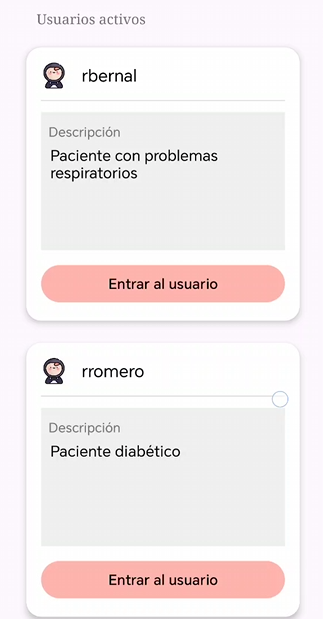 Usuarios activos
rbernal
Descripción
Paciente con problemas
respiratorios
Entrar al usuario
rromero
Descripción
Paciente diabético
Entrar al usuario